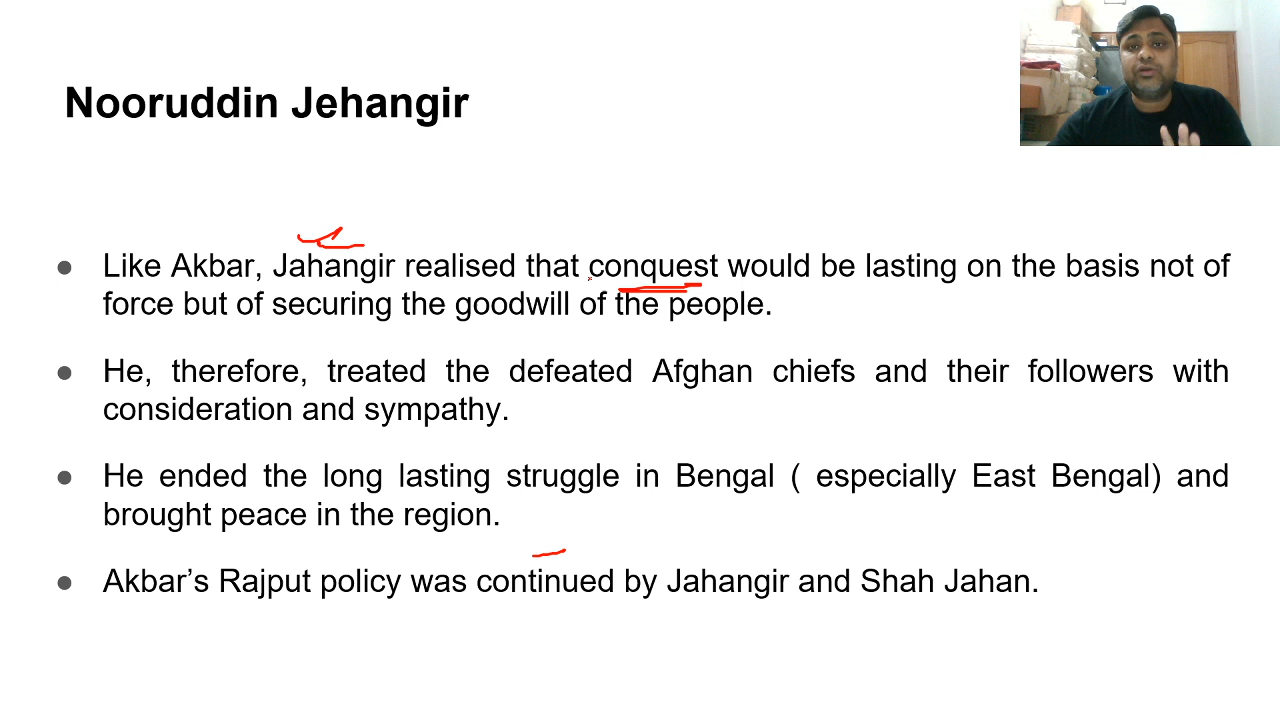 Nooruddin Jehangir
● Like Akbar, Jahangir realised that conquest would be lasting on the basis not of
force but of securing the goodwill of the people.
● He, therefore, treated the defeated Afghan chiefs and their followers with
consideration and sympathy.
● He ended the long lasting struggle in Bengal ( especially East Bengal) and
brought peace in the region.
● Akbar’s Rajput policy was continued by Jahangir and Shah Jahan.